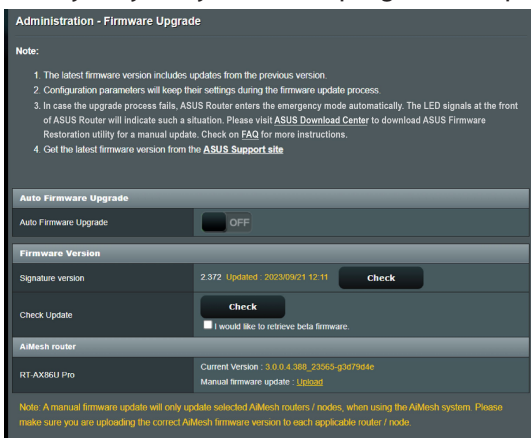 Administration - Firmware Upgrade
Note:
1. The latest firmware version includes updates from the previous version.
2. Configuration parameters will keep their settings during the firmware update process.
3. In case the upgrade process fails, ASUS Router enters the emergency mode automatically. The LED signals at the front
of ASUS Router will indicate such a situation. Please visit ASUS Download Center to download ASUS Firmware
Restoration utility for a manual update. Check on FAQ for more instructions.
4. Get the latest firmware version from the ASUS Support site
Auto Firmware Upgrade
Auto Firmware Upgrade OFF
Firmware Version
Signature version 2.372 Updated : 2023/09/21 12:11 Check
Check Update Check
I would like to retrieve beta firmware.
AiMesh router
RT-AX86U Pro Current Version : 3.0.0.4.388_23565-g3d79d4e
Manual firmware update : Upload
Note: A manual firmware update will only update selected AiMesh routers / nodes, when using the AiMesh system. Please
make sure you are uploading the correct AiMesh firmware version to each applicable router / node.